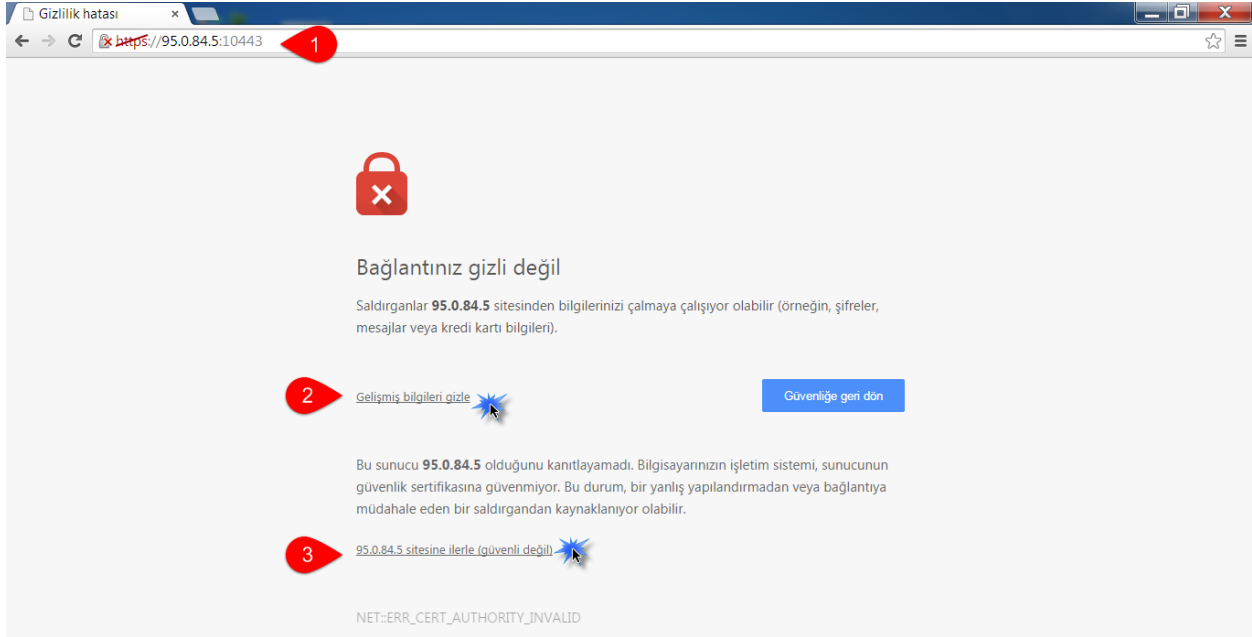 Gizlilik hatası
https://95.0.84.5:10443
1
Bağlantınız gizli değil
Saldırganlar 95.0.84.5 sitesinden bilgilerinizi çalmaya çalışıyor olabilir (örneğin, şifreler,
mesajlar veya kredi kartı bilgileri).
2
Gelişmiş bilgileri gizle
Güvenliğe geri dön
Bu sunucu 95.0.84.5 olduğunu kanıtlayamadı. Bilgisayarınızın işletim sistemi, sunucunun
güvenlik sertifikasına güvenmiyor. Bu durum, bir yanlış yapılandırmadan veya bağlantıya
müdahale eden bir saldırgandan kaynaklanıyor olabilir.
3
95.0.84.5 sitesine ilerle (güvenli değil)
NET::ERR_CERT_AUTHORITY_INVALID